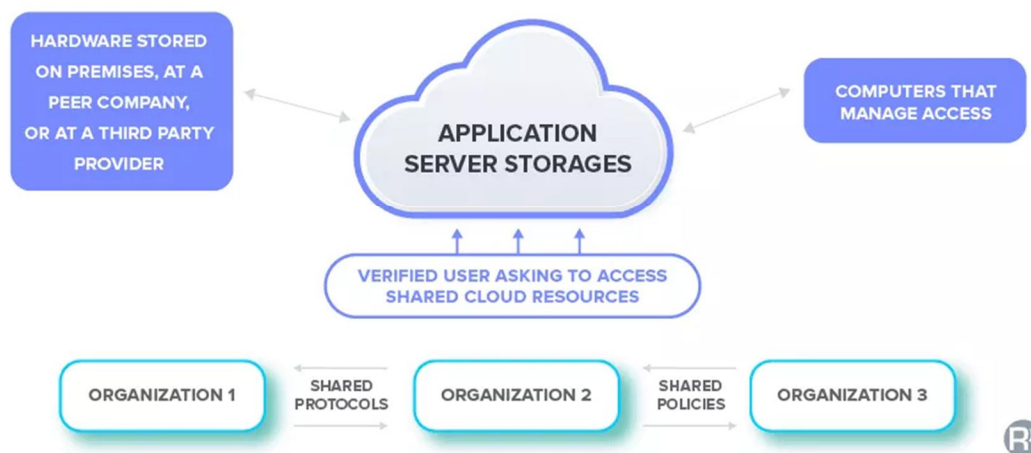 HARDWARE STORED
ON PREMISES, AT A
PEER COMPANY,
OR AT A THIRD PARTY
PROVIDER
APPLICATION
SERVER STORAGES
COMPUTERS THAT
MANAGE ACCESS
VERIFIED USER ASKING TO ACCESS
SHARED CLOUD RESOURCES
ORGANIZATION 1
SHARED
PROTOCOLS
ORGANIZATION 2
SHARED
POLICIES
ORGANIZATION 3
R